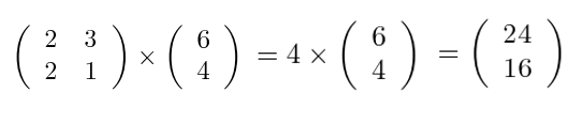 ( 2 3 ) × ( 6 ) = 4 × ( 6 ) = ( 24 )
( 2 1 ) ( 4 ) ( 4 ) ( 16 )